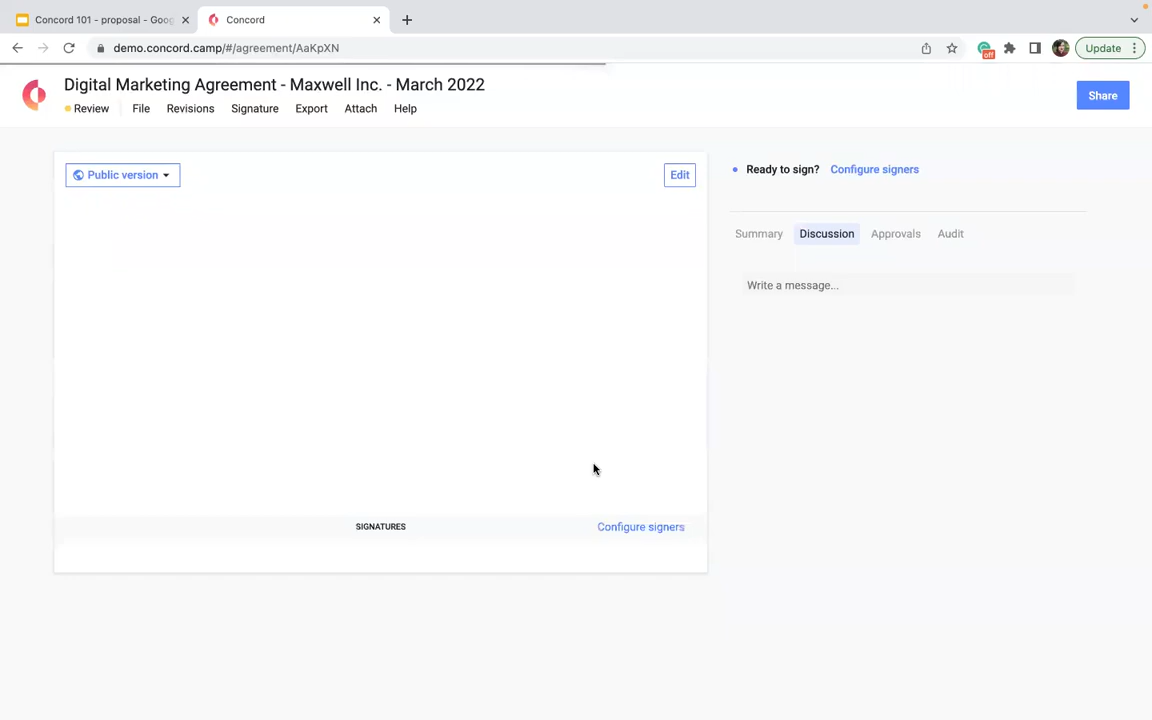 Concord 101 - proposal - Goog
Concord
demo.concord.camp/#/agreement/AaKpXN
off
Update
Digital Marketing Agreement - Maxwell Inc. - March 2022
Review File Revisions Signature Export Attach Help
Share
Public version
Edit
Ready to sign? Configure signers
Summary Discussion Approvals Audit
Write a message...
SIGNATURES
Configure signers